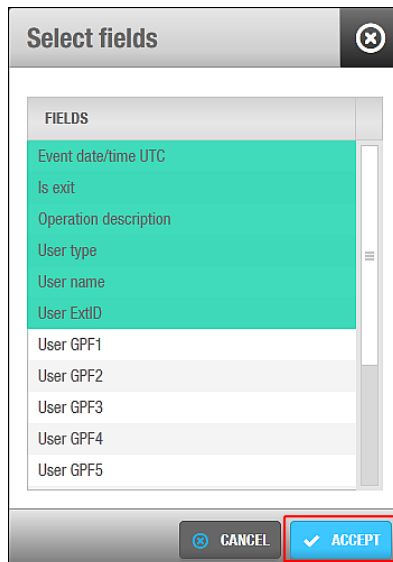 Select fields
FIELDS
Event date/time UTC
Is exit
Operation description
User type
User name
User ExtID
User GPF1
User GPF2
User GPF3
User GPF4
User GPF5
CANCEL ACCEPT